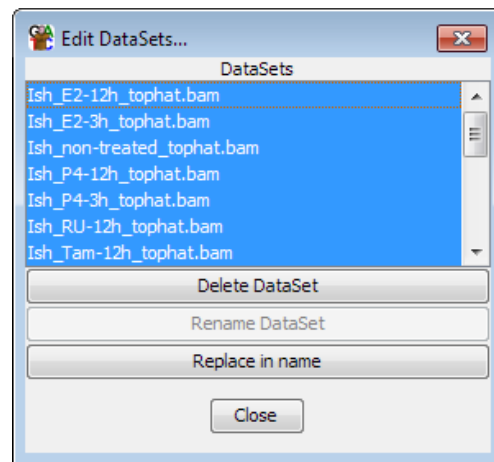 Edit DataSets...
DataSets
Ish_E2-12h_tophat.bam
Ish_E2-3h_tophat.bam
Ish_non-treated_tophat.bam
Ish_P4-12h_tophat.bam
Ish_P4-3h_tophat.bam
Ish_RU-12h_tophat.bam
Ish_Tam-12h_tophat.bam
Delete DataSet
Rename DataSet
Replace in name
Close